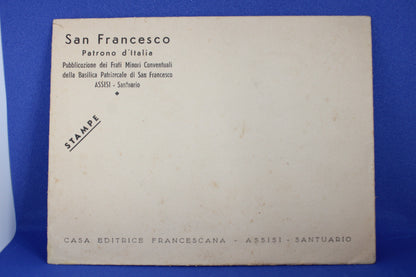 San Francesco
Patrono d'Italia
Pubblicazione dei Frati Minori Conventuali
della Basilica Patriarcale di San Francesco
ASSISI - Santuario
STAMPE
CASA EDITRICE FRANCESCANA - ASSISI - SANTUARIO